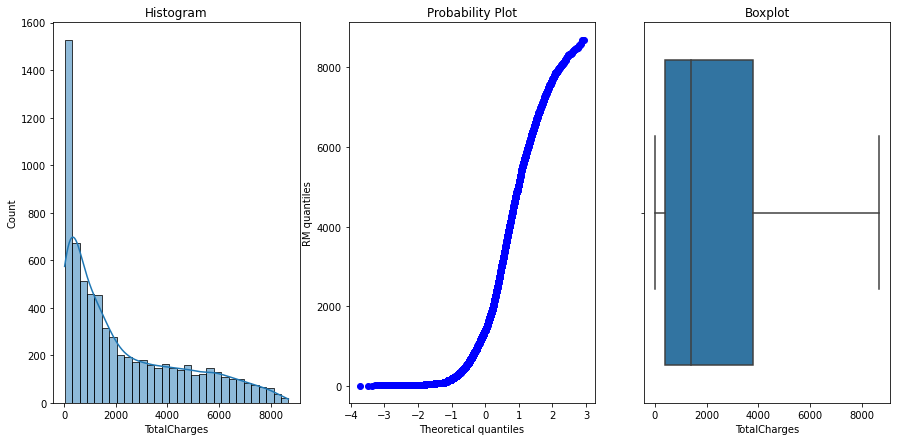 Histogram
1600
1400
1200
1000
800
600
400
200
0
Count
0 2000 4000 6000 8000
TotalCharges
Probability Plot
8000
6000
4000
2000
0
RM quantiles
−4 −3 −2 −1 0 1 2 3
Theoretical quantiles
Boxplot
0 2000 4000 6000 8000
TotalCharges